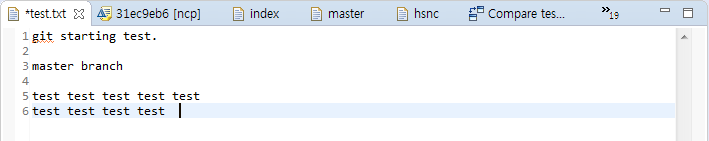 *test.txt 31ec9eb6 [ncp] index master hsnc Compare tes... »19
1 git starting test.
2
3 master branch
4
5 test test test test test
6 test test test test